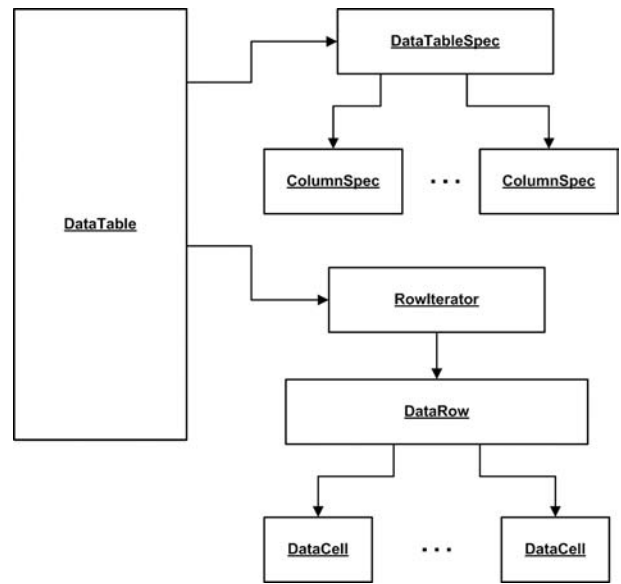 DataTableSpec
ColumnSpec
. . .
ColumnSpec
DataTable
RowIterator
DataRow
DataCell
. . .
DataCell